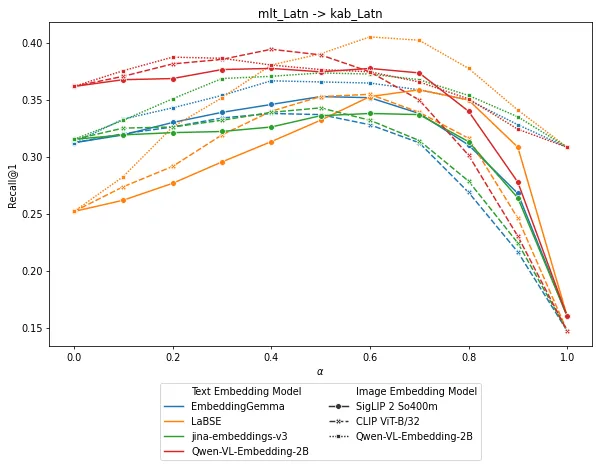 mlt_Latn -> kab_Latn
Recall@1
0.40
0.35
0.30
0.25
0.20
0.15
0.0 0.2 0.4 0.6 0.8 1.0
α
Text Embedding Model
EmbeddingGemma
LaBSE
jina-embeddings-v3
Qwen-VL-Embedding-2B
Image Embedding Model
SigLIP 2 So400m
CLIP ViT-B/32
Qwen-VL-Embedding-2B